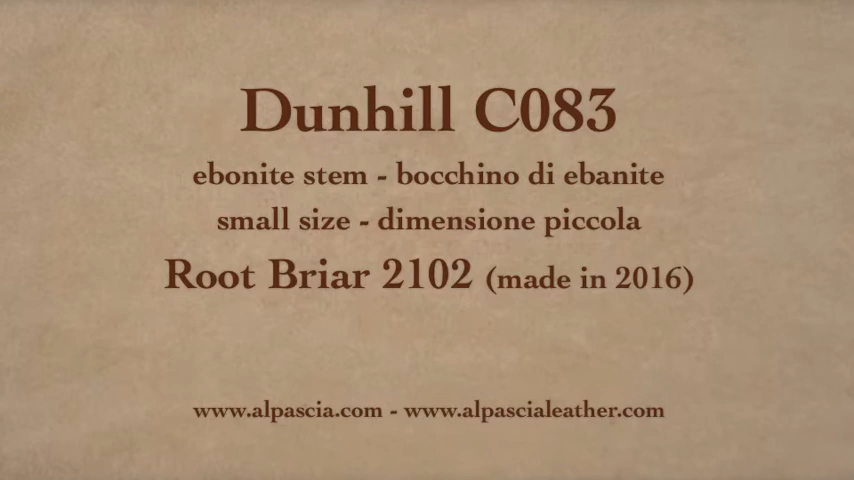 Dunhill C083
ebonite stem - bocchino di ebanite
small size - dimensione piccola
Root Briar 2102 (made in 2016)
www.alpascia.com - www.alpascialeather.com